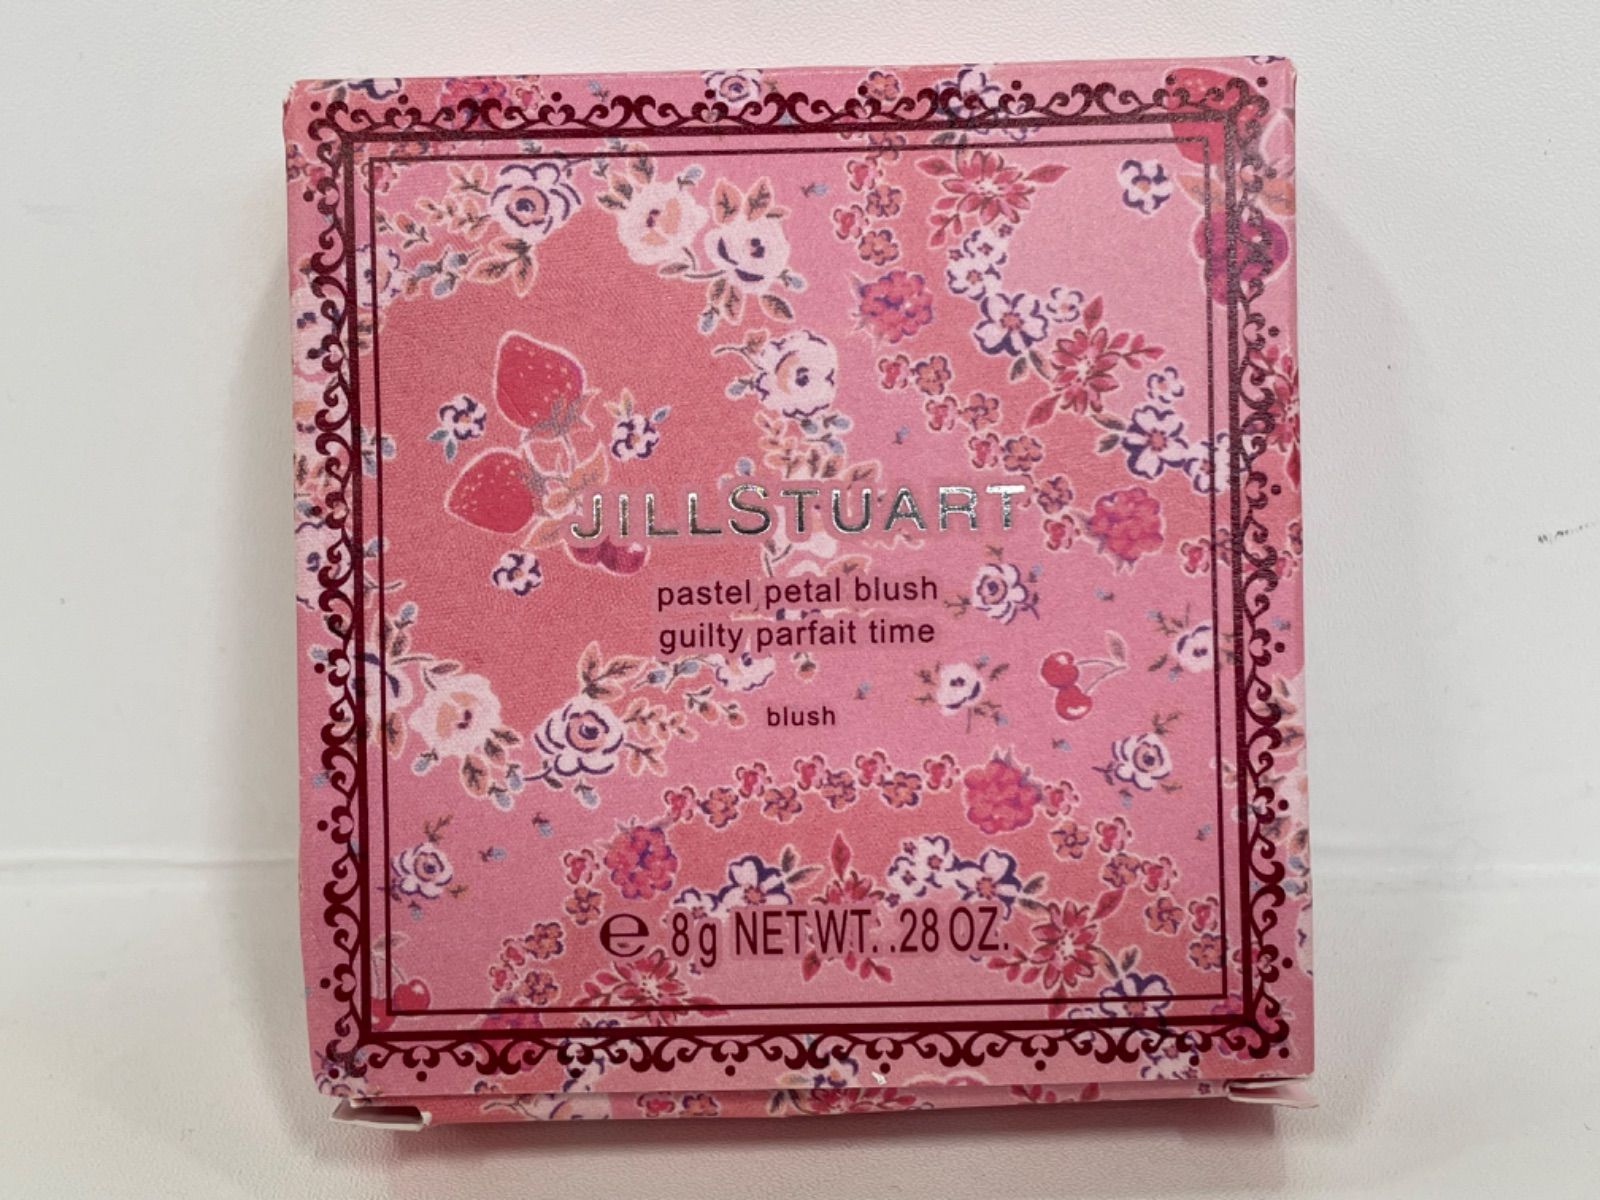 JILLSTUART
pastel petal blush
guilty parfait time
blush
℮ 8g NET WT. .28 OZ.